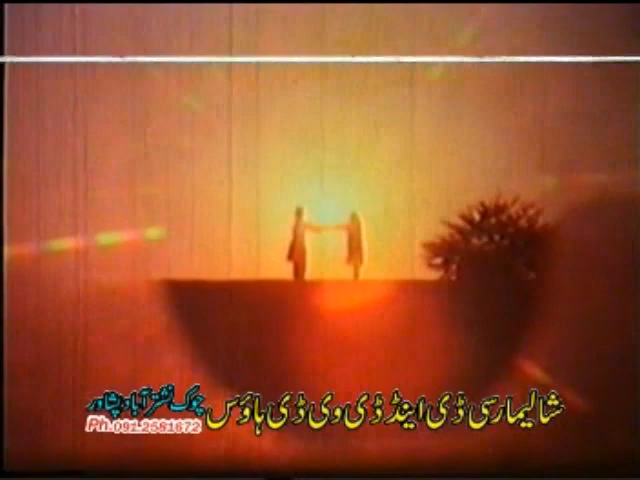 شالیمار سی ڈی اینڈ ڈی وی ڈی ہاؤس چوک نشتر آباد پشاور
Ph.091.2581672